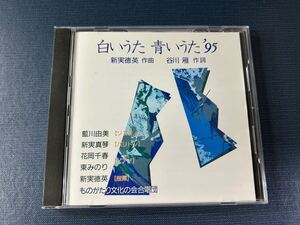 白いうた 青いうた'95
新実徳英 作曲 谷川 雁 作詞
藍川由美
新実真琴
花岡千春
東みのり
新実徳英【指揮】
ものがたり文化の会合唱団